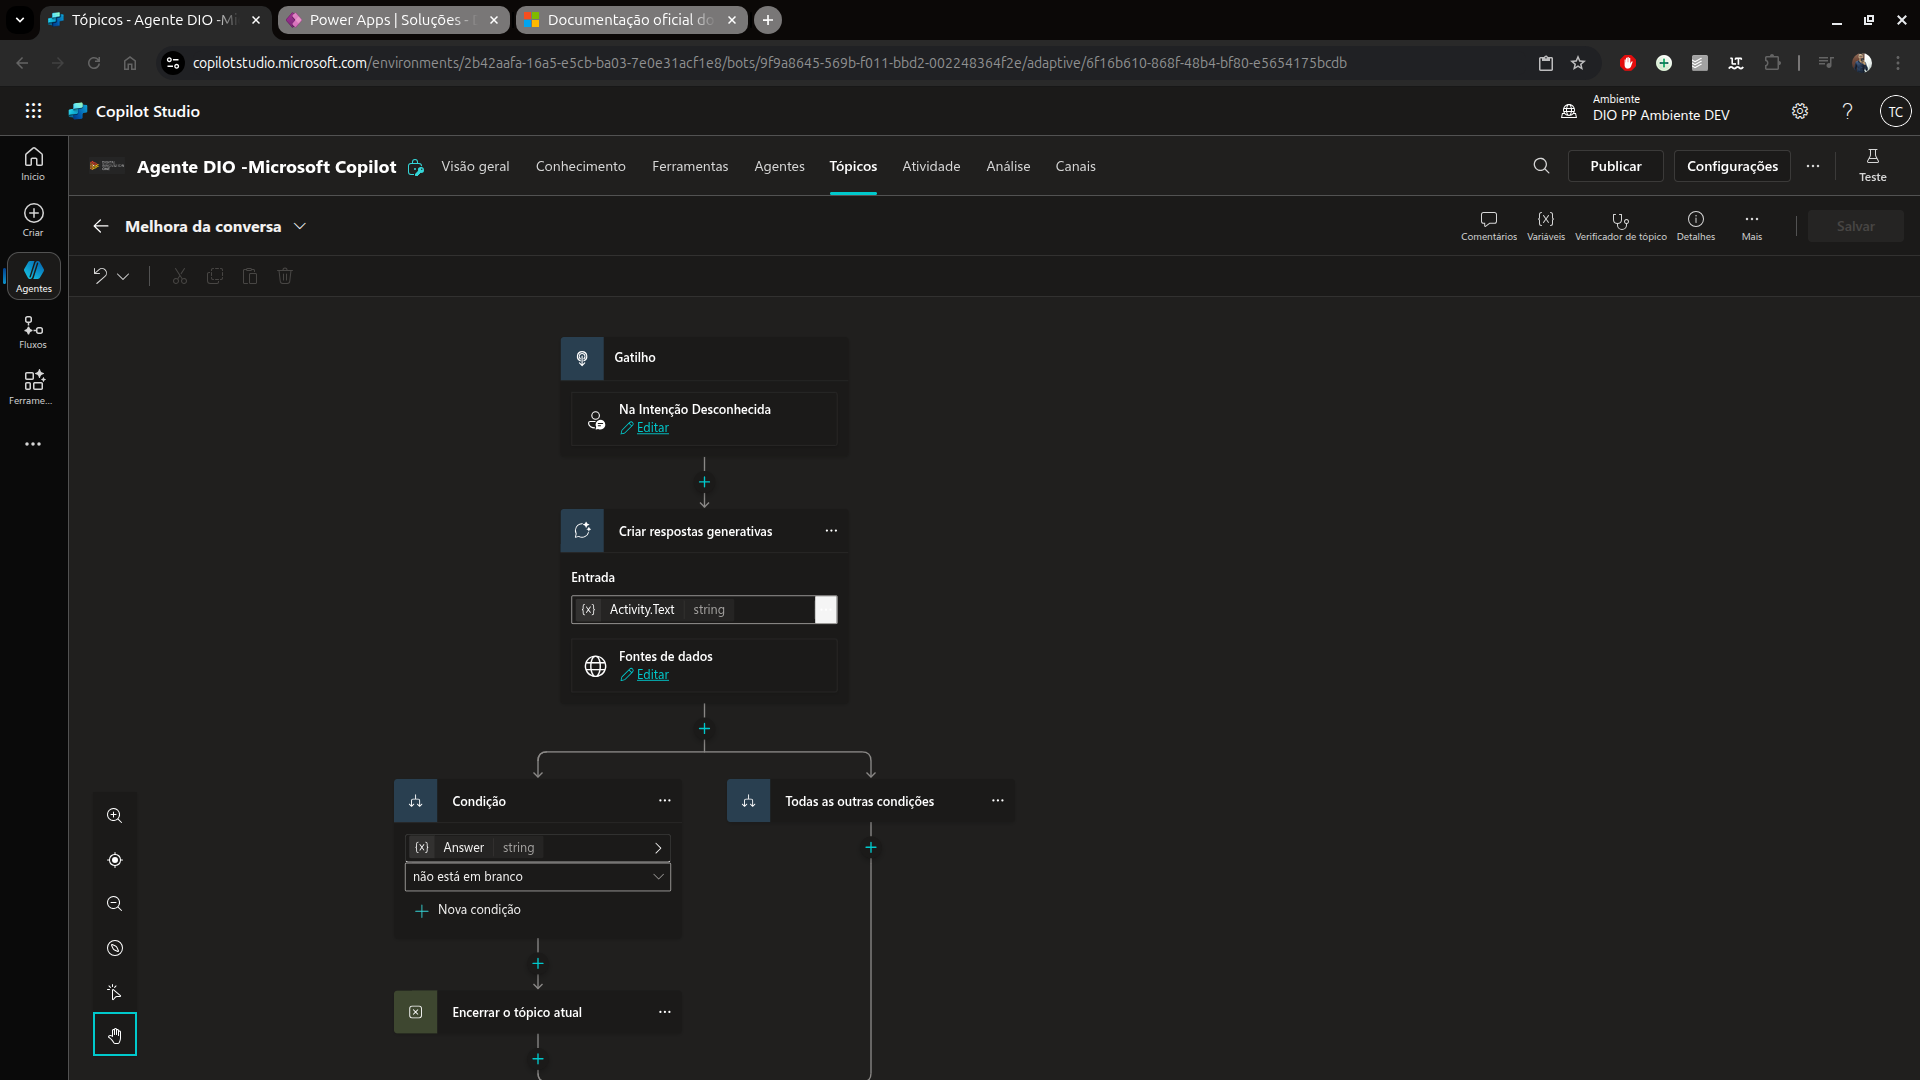 Tópicos - Agente DIO -Mi
Power Apps | Soluções -
Documentação oficial do
copilotstudio.microsoft.com/environments/2b42aafa-16a5-e5cb-ba03-7e0e31acf1e8/bots/9f9a8645-569b-f011-bbd2-002248364f2e/adaptive/6f16b610-868f-48b4-bf80-e5654175bcdb
Copilot Studio
Ambiente
DIO PP Ambiente DEV
TC
Início
Criar
Agentes
Fluxos
Ferrame...
Agente DIO -Microsoft Copilot
Visão geral
Conhecimento
Ferramentas
Agentes
Tópicos
Atividade
Análise
Canais
Publicar
Configurações
Teste
Melhora da conversa
Comentários
{x}
Variáveis
Verificador de tópico
Detalhes
Mais
Salvar
Gatilho
Na Intenção Desconhecida
Editar
Criar respostas generativas
Entrada
{x} Activity.Text string
Fontes de dados
Editar
Condição
{x} Answer string
não está em branco
Nova condição
Todas as outras condições
Encerrar o tópico atual